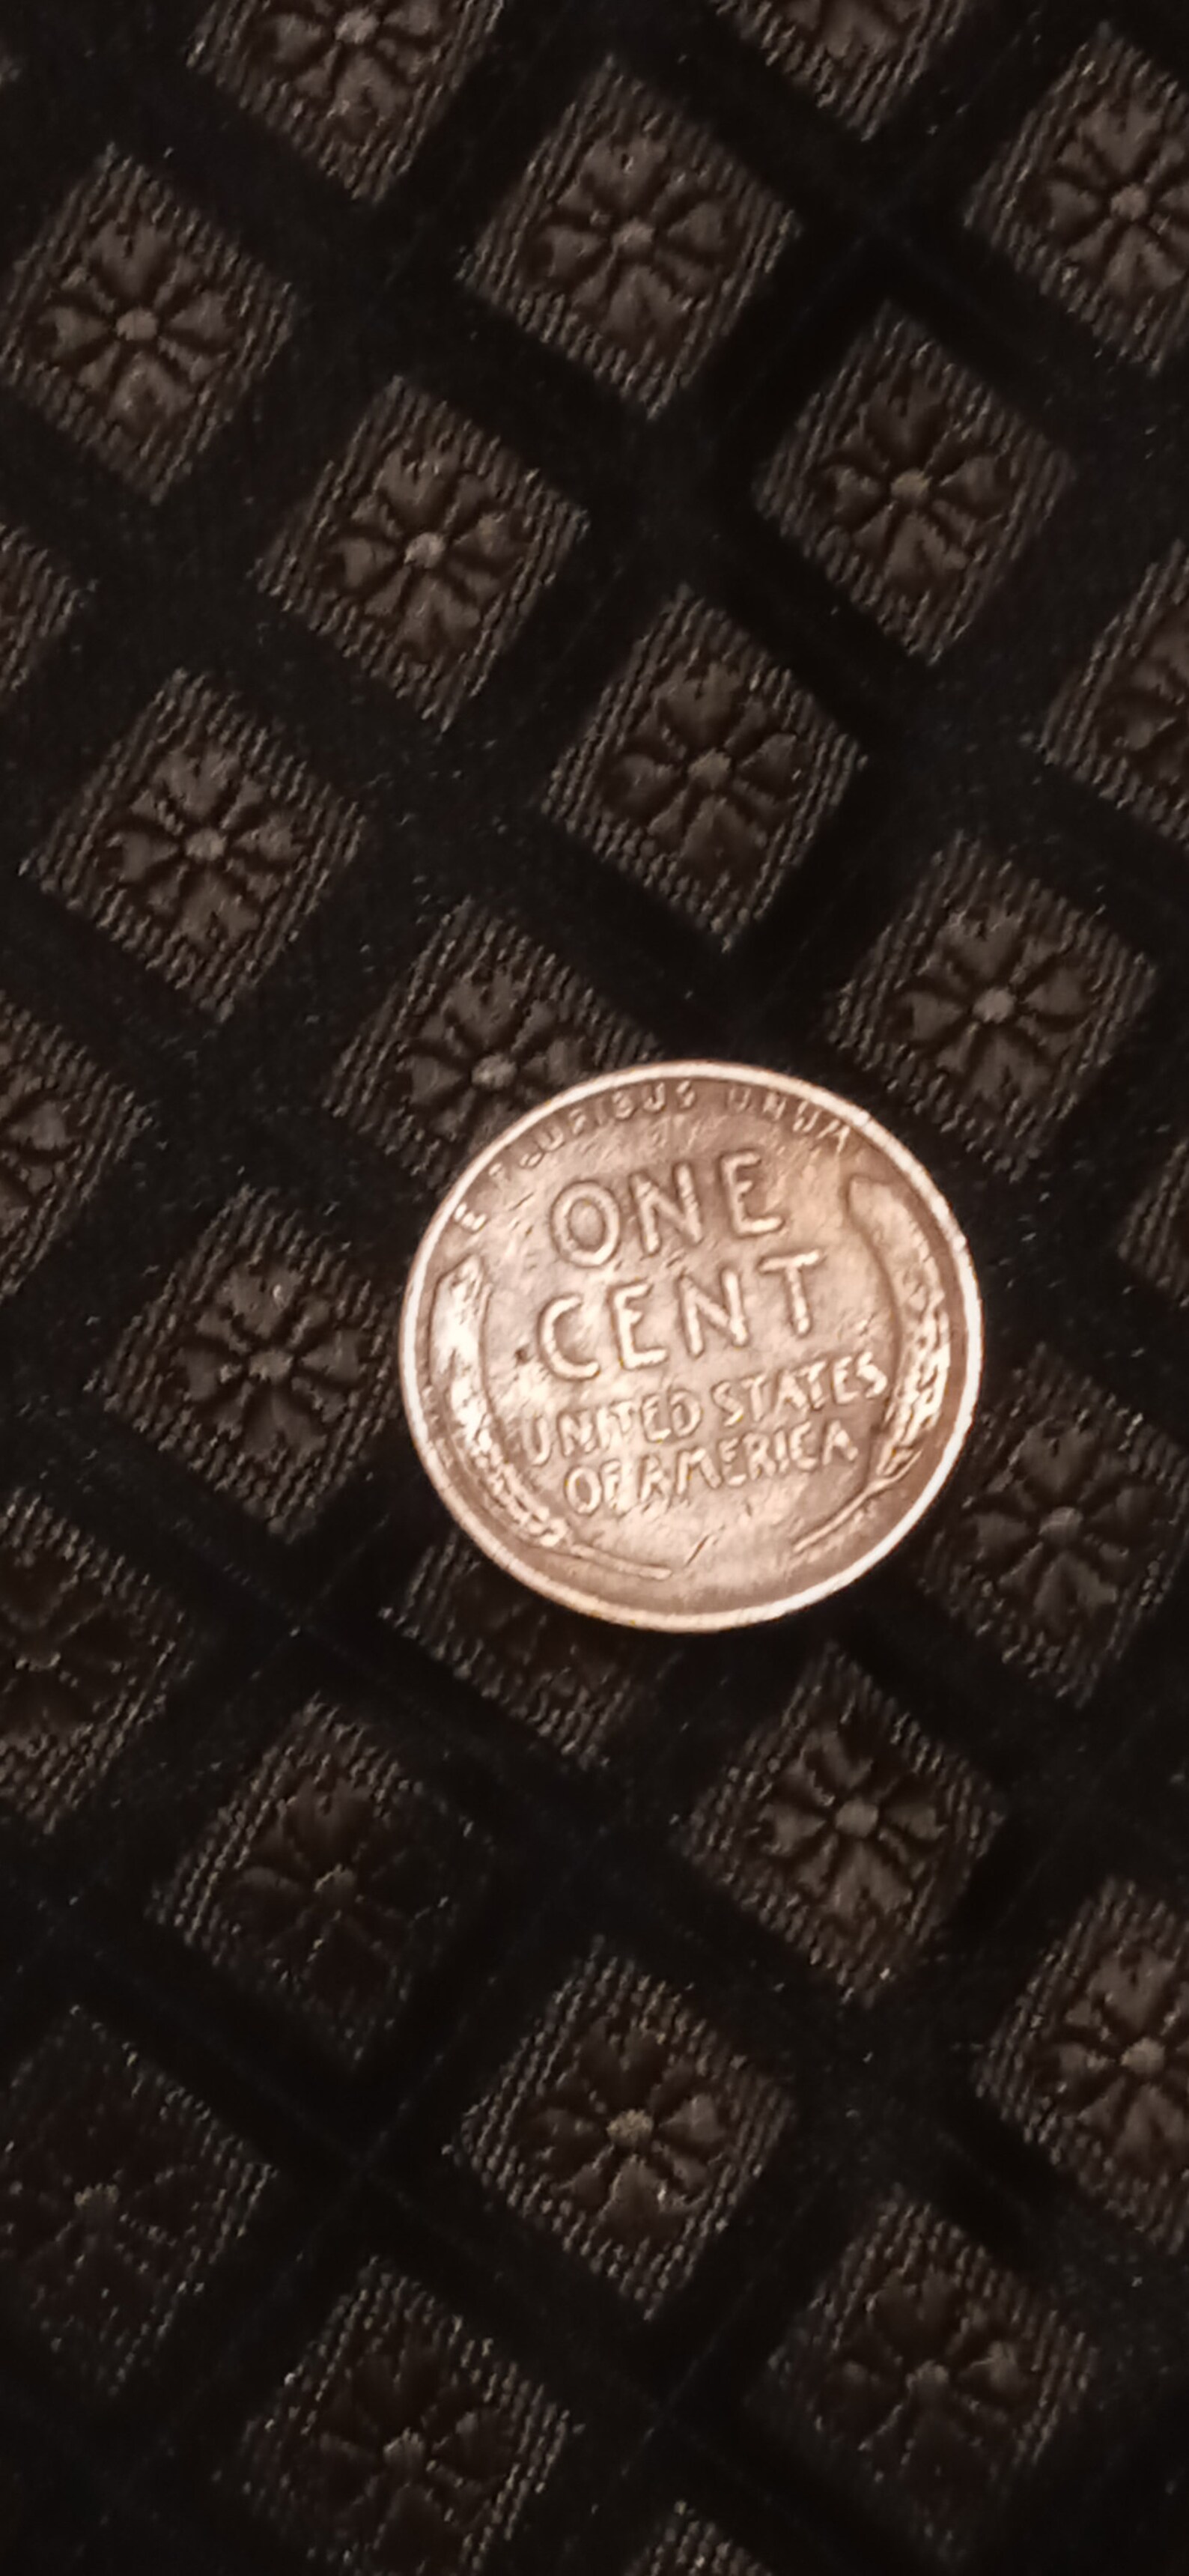 E PLURIBUS UNUM
ONE
CENT
UNITED STATES
OF AMERICA